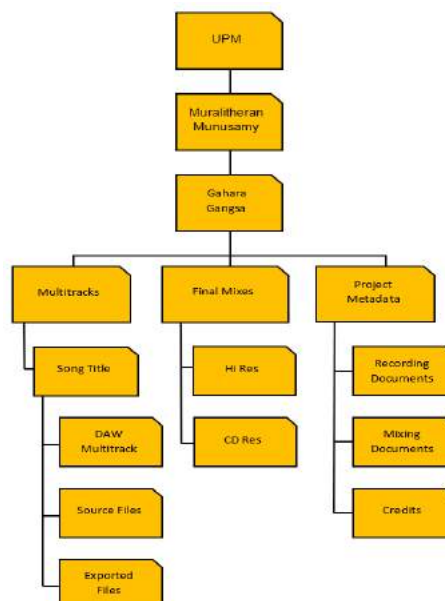 UPM
Muralitheran
Munusamy
Gahara
Gangsa
Multitracks
Final Mixes
Project
Metadata
Song Title
Hi Res
Recording
Documents
DAW
Multitrack
CD Res
Mixing
Documents
Source Files
Credits
Exported
Files